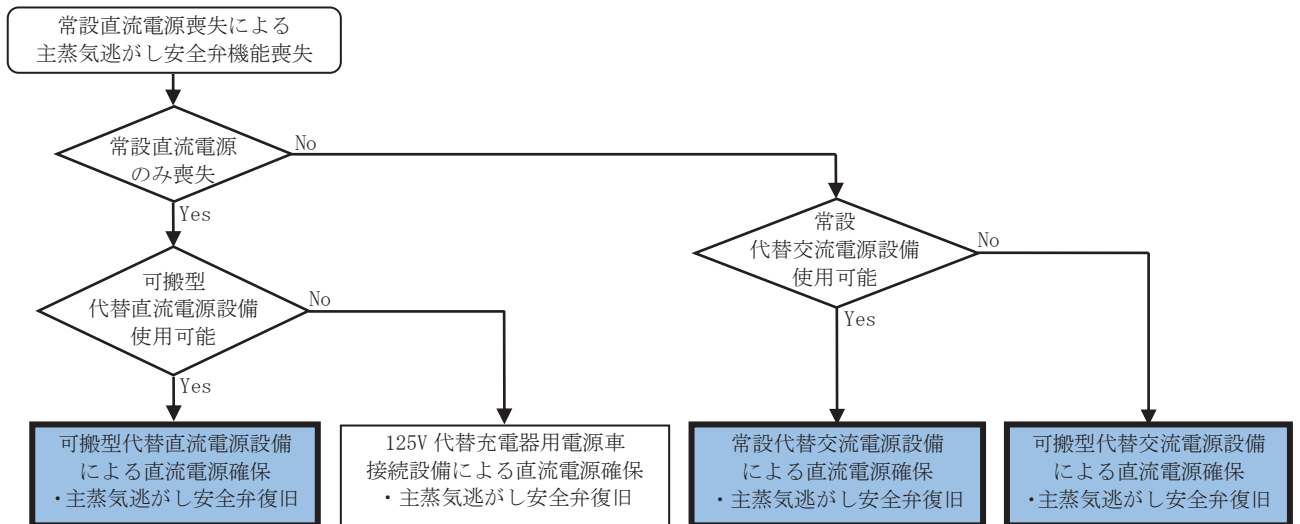 常設直流電源喪失による
主蒸気逃がし安全弁機能喪失
常設直流電源
のみ喪失
No
Yes
常設
代替交流電源設備
使用可能
No
Yes
可搬型
代替直流電源設備
使用可能
No
Yes
可搬型代替直流電源設備
による直流電源確保
・主蒸気逃がし安全弁復旧
125V 代替充電器用電源車
接続設備による直流電源確保
・主蒸気逃がし安全弁復旧
常設代替交流電源設備
による直流電源確保
・主蒸気逃がし安全弁復旧
可搬型代替交流電源設備
による直流電源確保
・主蒸気逃がし安全弁復旧